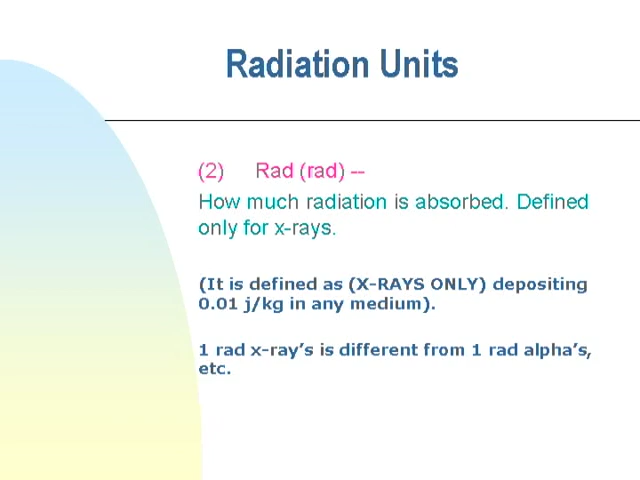 Radiation Units
(2) Rad (rad) --
How much radiation is absorbed. Defined
only for x-rays.
(It is defined as (X-RAYS ONLY) depositing
0.01 j/kg in any medium).
1 rad x-ray’s is different from 1 rad alpha’s,
etc.